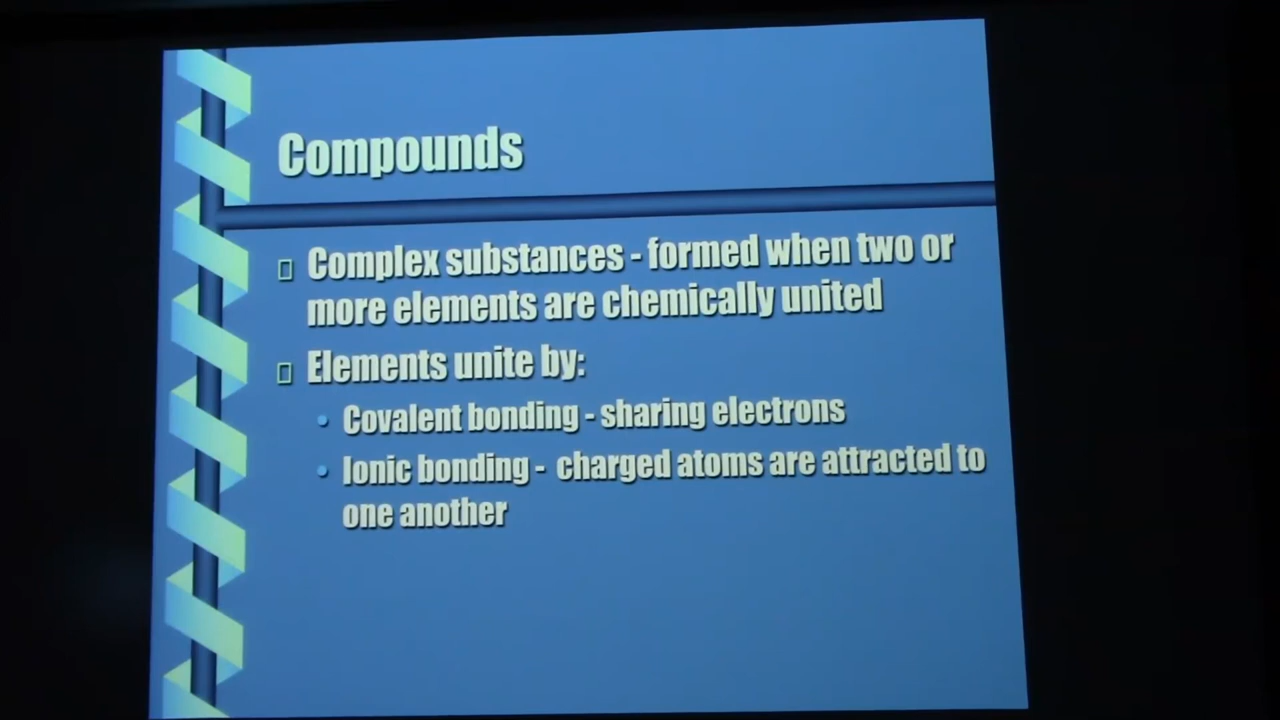 Compounds
Complex substances - formed when two or
more elements are chemically united
Elements unite by:
• Covalent bonding - sharing electrons
• Ionic bonding - charged atoms are attracted to
one another